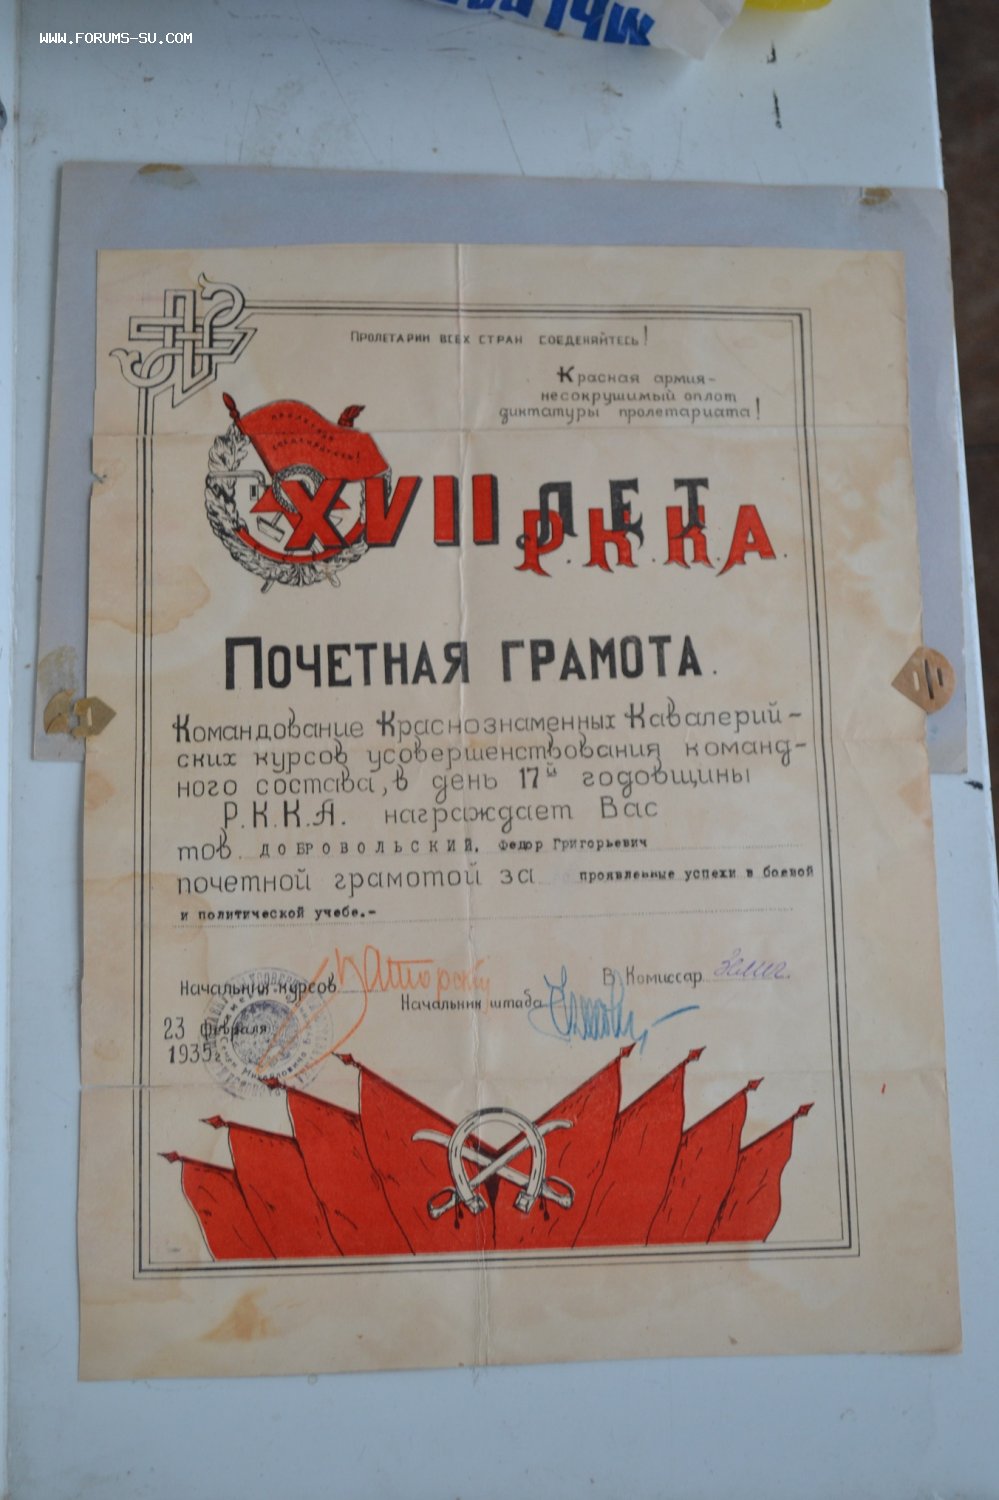 WWW.FORUMS-SU.COM
Пролетарии всех стран соеденяйтесь!
Красная армия-
несокрушимый оплот
диктатуры пролетариата!
XVII ЛЕТ
Р.К.К.А.
ПОЧЕТНАЯ ГРАМОТА.
Командование Краснознаменных Кавалерий-
ских курсов усовершенствования команд-
ного состава, в день 17й годовщины
Р.К.К.А. награждает Вас
тов. ДОБРОВОЛЬСКИЙ, Федор Григорьевич
почетной грамотой за проявленные успехи в боевой
и политической учебе.-
Начальник курсов
В. Комиссар
Начальник штаба
23 февраля
1935